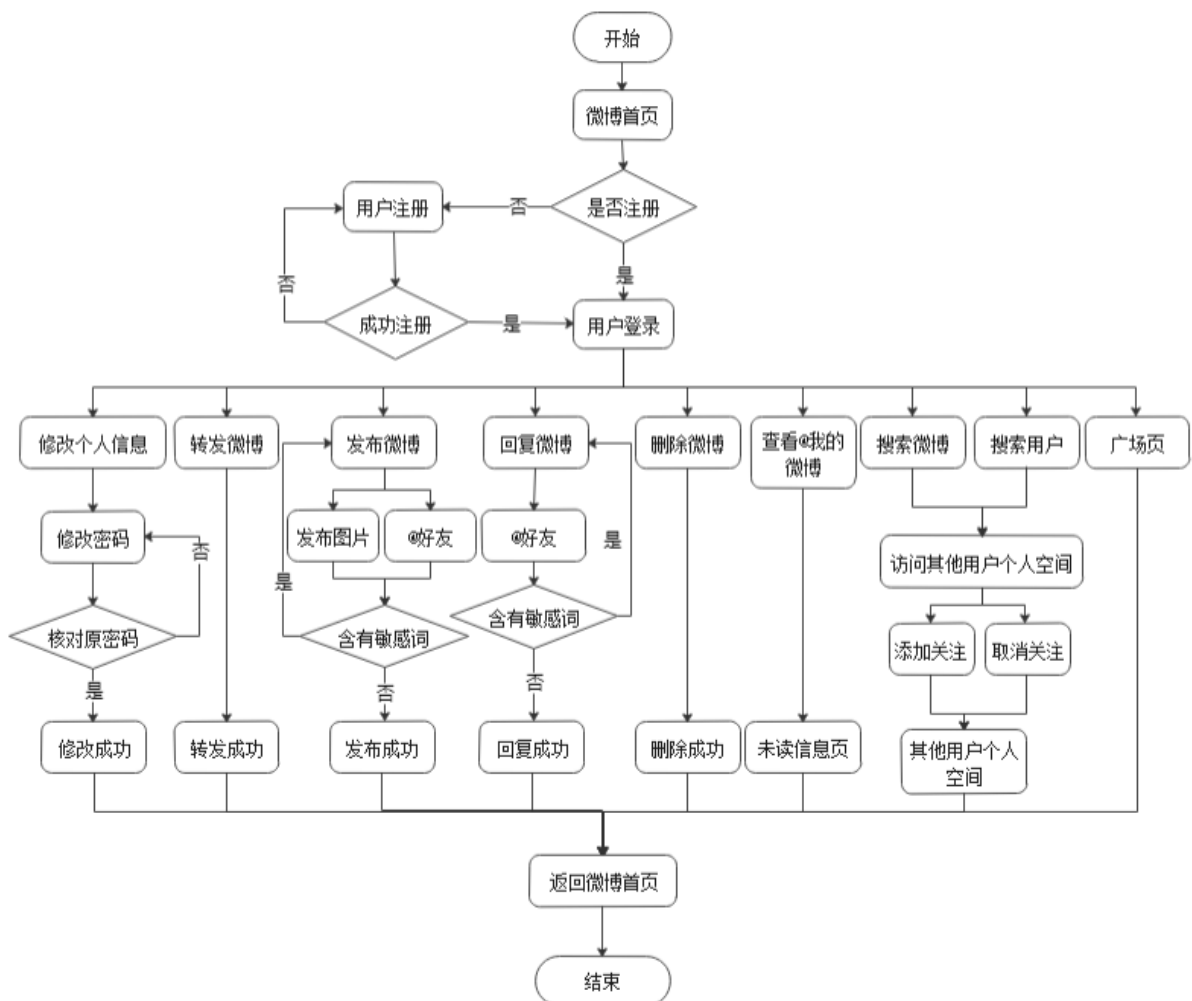 开始
微博首页
是否注册
否
用户注册
是
否
成功注册
是
用户登录
修改个人信息
转发微博
发布微博
回复微博
删除微博
查看@我的
微博
搜索微博
搜索用户
广场页
修改密码
否
发布图片
@好友
@好友
是
访问其他用户个人空间
是
核对原密码
含有敏感词
含有敏感词
添加关注
取消关注
是
否
否
修改成功
转发成功
发布成功
回复成功
删除成功
未读信息页
其他用户个人
空间
返回微博首页
结束